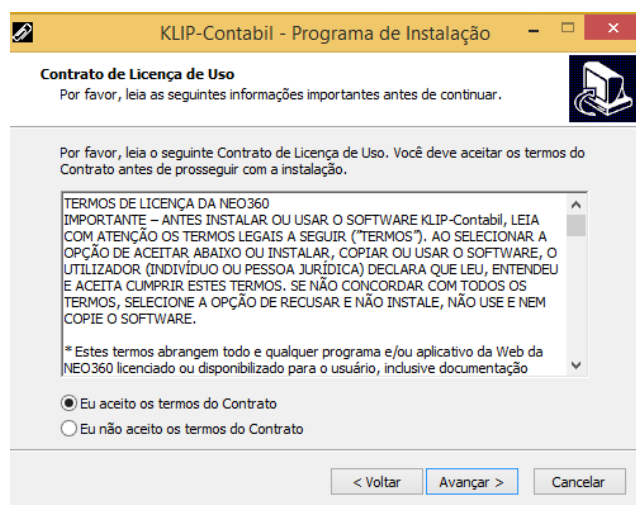 KLIP-Contabil - Programa de Instalação
Contrato de Licença de Uso
Por favor, leia as seguintes informações importantes antes de continuar.
Por favor, leia o seguinte Contrato de Licença de Uso. Você deve aceitar os termos do
Contrato antes de prosseguir com a instalação.
TERMOS DE LICENÇA DA NEO360
IMPORTANTE – ANTES INSTALAR OU USAR O SOFTWARE KLIP-Contabil, LEIA
COM ATENÇÃO OS TERMOS LEGAIS A SEGUIR ("TERMOS"). AO SELECIONAR A
OPÇÃO DE ACEITAR ABAIXO OU INSTALAR, COPIAR OU USAR O SOFTWARE, O
UTILIZADOR (INDIVÍDUO OU PESSOA JURÍDICA) DECLARA QUE LEU, ENTENDEU
E ACEITA CUMPRIR ESTES TERMOS. SE NÃO CONCORDAR COM TODOS OS
TERMOS, SELECIONE A OPÇÃO DE RECUSAR E NÃO INSTALE, NÃO USE E NEM
COPIE O SOFTWARE.
* Estes termos abrangem todo e qualquer programa e/ou aplicativo da Web da
NEO360 licenciado ou disponibilizado para o usuário, inclusive documentação
Eu aceito os termos do Contrato
Eu não aceito os termos do Contrato
< Voltar Avançar > Cancelar